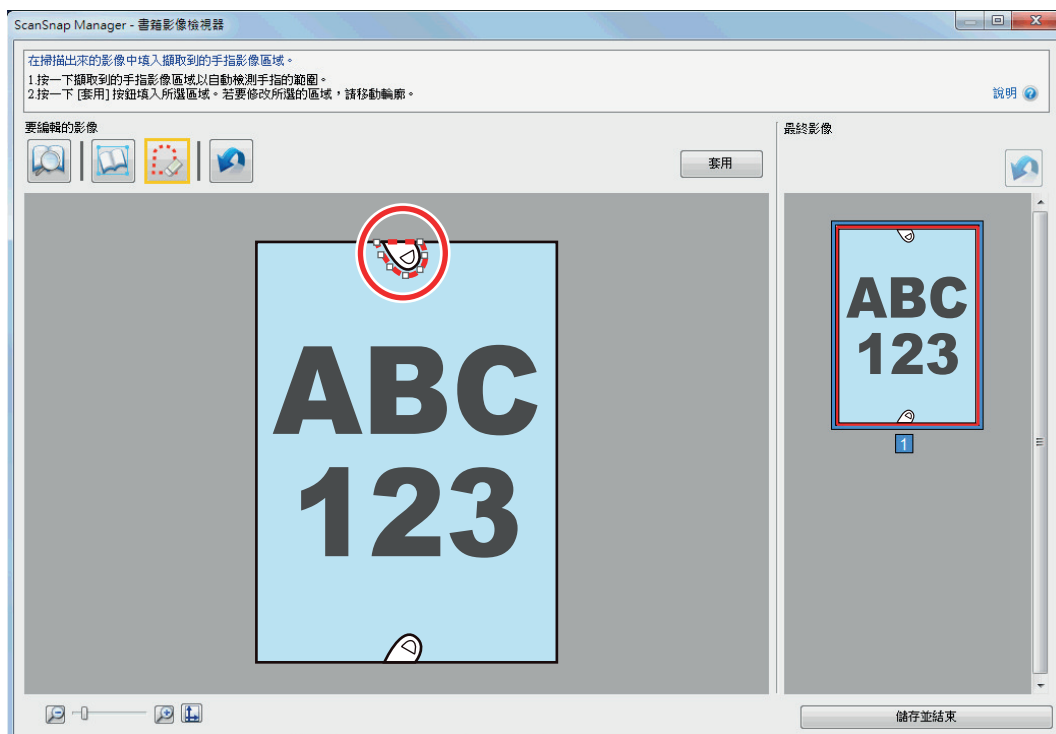 ScanSnap Manager - 書籍影像檢視器
在掃描出來的影像中填入擷取到的手指影像區域。
1.按一下擷取到的手指影像區域以自動檢測手指的範圍。
2.按一下 [套用] 按鈕填入所選區域。若要修改所選的區域，請移動輪廓。
說明
要編輯的影像
套用
最終影像
ABC
123
ABC
123
1
儲存並結束